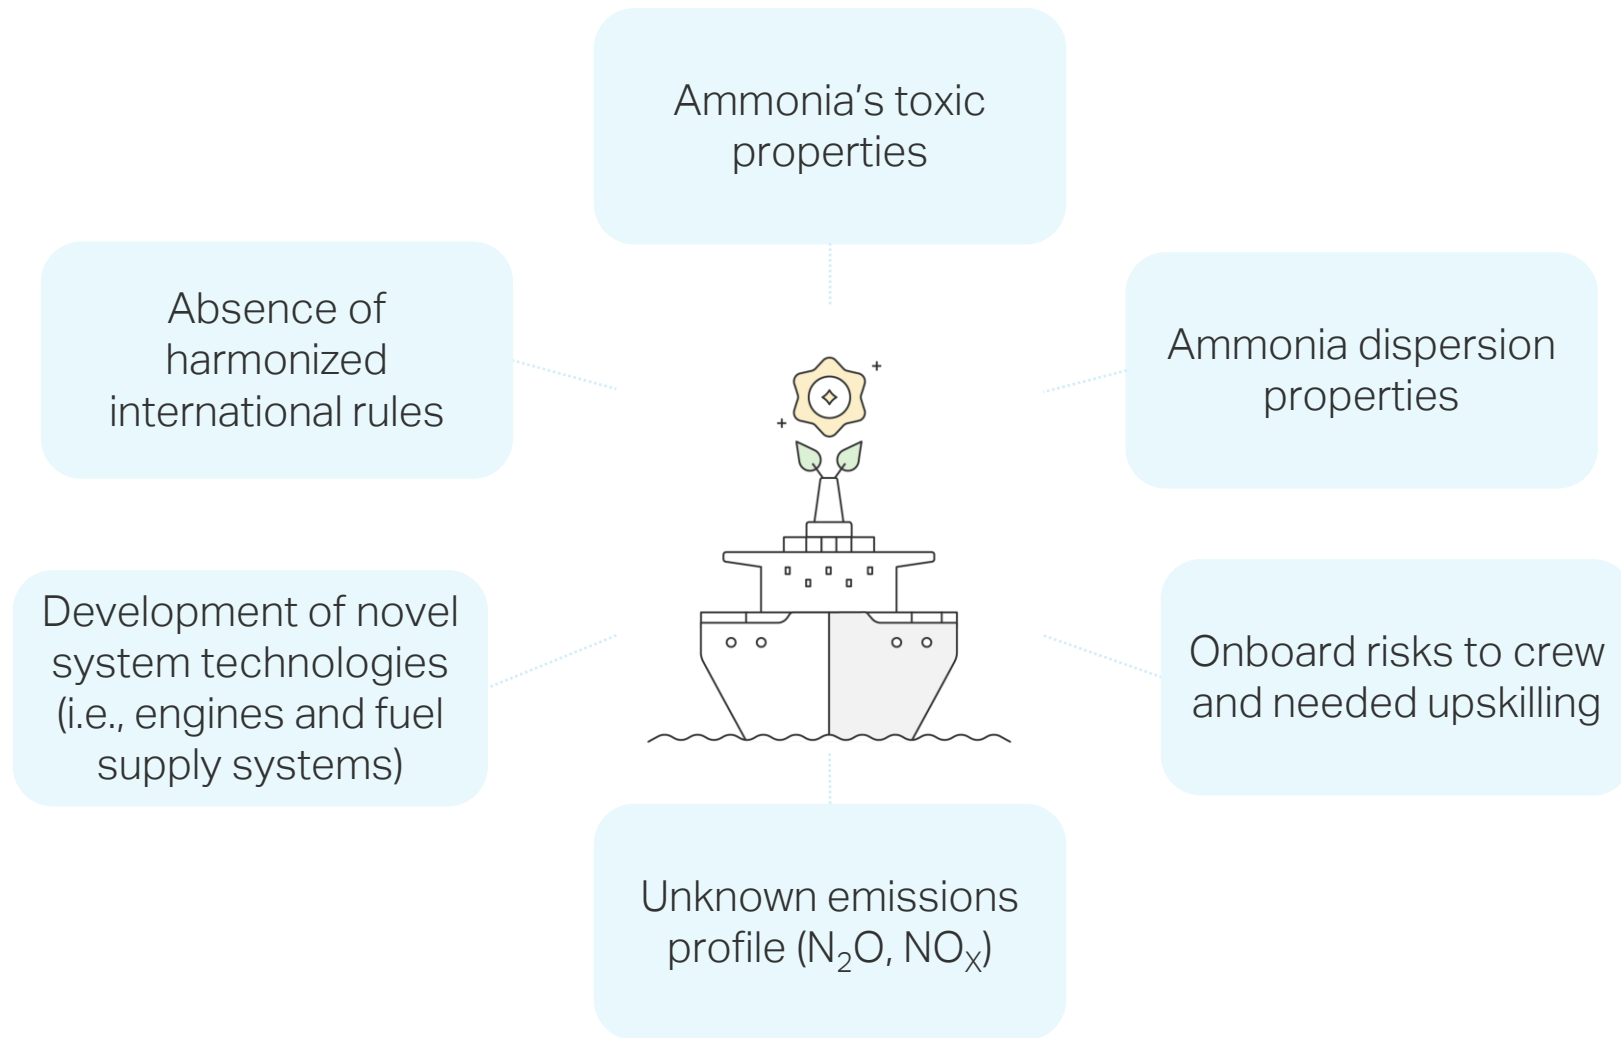 Ammonia’s toxic
properties
Absence of
harmonized
international rules
Ammonia dispersion
properties
Development of novel
system technologies
(i.e., engines and fuel
supply systems)
Onboard risks to crew
and needed upskilling
Unknown emissions
profile (N₂O, NOₓ)